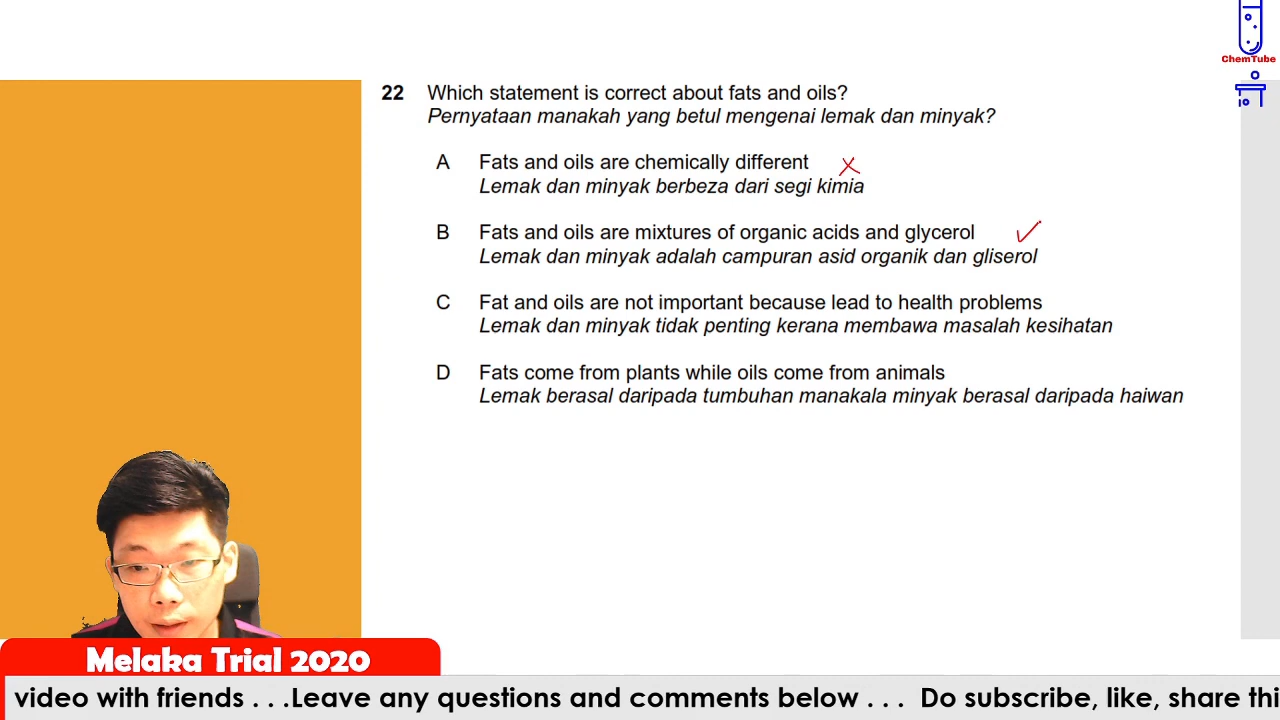 ChemTube
22 Which statement is correct about fats and oils?
Pernyataan manakah yang betul mengenai lemak dan minyak?
A Fats and oils are chemically different
Lemak dan minyak berbeza dari segi kimia
B Fats and oils are mixtures of organic acids and glycerol
Lemak dan minyak adalah campuran asid organik dan gliserol
C Fat and oils are not important because lead to health problems
Lemak dan minyak tidak penting kerana membawa masalah kesihatan
D Fats come from plants while oils come from animals
Lemak berasal daripada tumbuhan manakala minyak berasal daripada haiwan
Melaka Trial 2020
video with friends . . .Leave any questions and comments below . . . Do subscribe, like, share thi